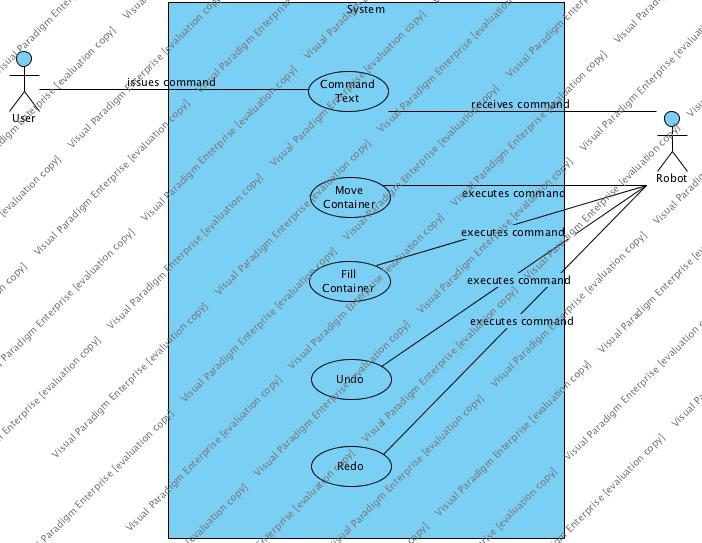 System
User
issues command
Command
Text
receives command
Robot
Move
Container
executes command
executes command
Fill
Container
executes command
executes command
Undo
Redo
Visual Paradigm Enterprise [evaluation copy]